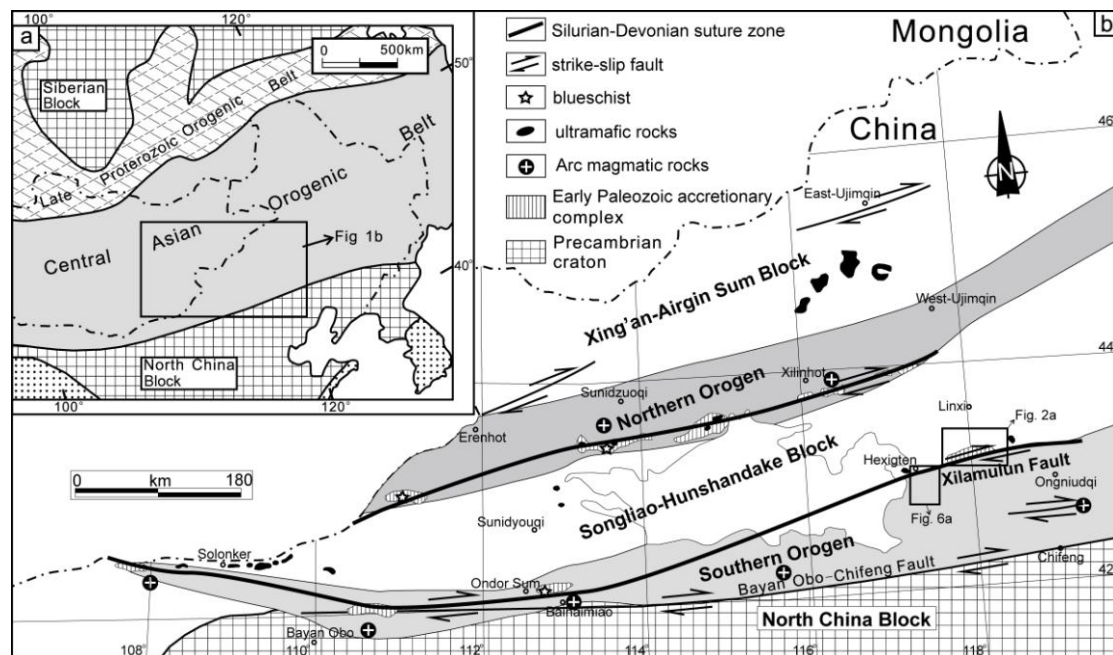 a
100°
120°
0 500km
50°
Siberian
Block
Late Proterozoic Orogenic Belt
Central Asian Orogenic Belt
Fig 1b
40°
North China
Block
100°
120°
b
Silurian-Devonian suture zone
strike-slip fault
blueschist
ultramafic rocks
Arc magmatic rocks
Early Paleozoic accretionary
complex
Precambrian
craton
Mongolia
China
N
46
East-Ujimqin
Xing'an-Airgin Sum Block
West-Ujimqin
44
Xilinhot
Sunidzuoqi
Northern Orogen
Linxi
Fig. 2a
Erenhot
Hexigten
Xilamulun Fault
Ongniudqi
Songliao-Hunshandake Block
0 km 180
Fig. 6a
Sunidyouqi
Solonker
Southern Orogen
Chifeng
Ondor Sum
Bayan Obo-Chifeng Fault
42
Bainaimiao
North China Block
Bayan Obo
108°
110°
112°
114°
116°
118°